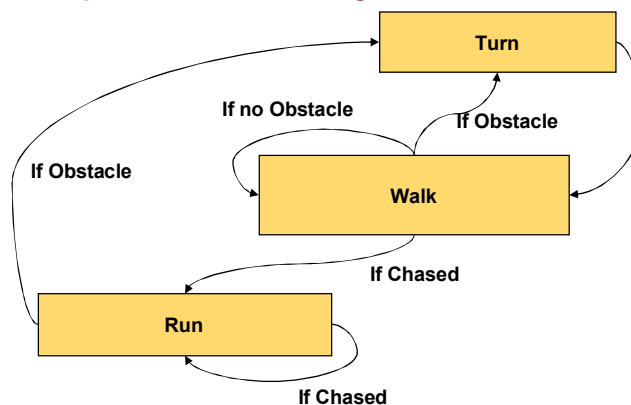 Turn
If no Obstacle
If Obstacle
If Obstacle
Walk
If Chased
Run
If Chased